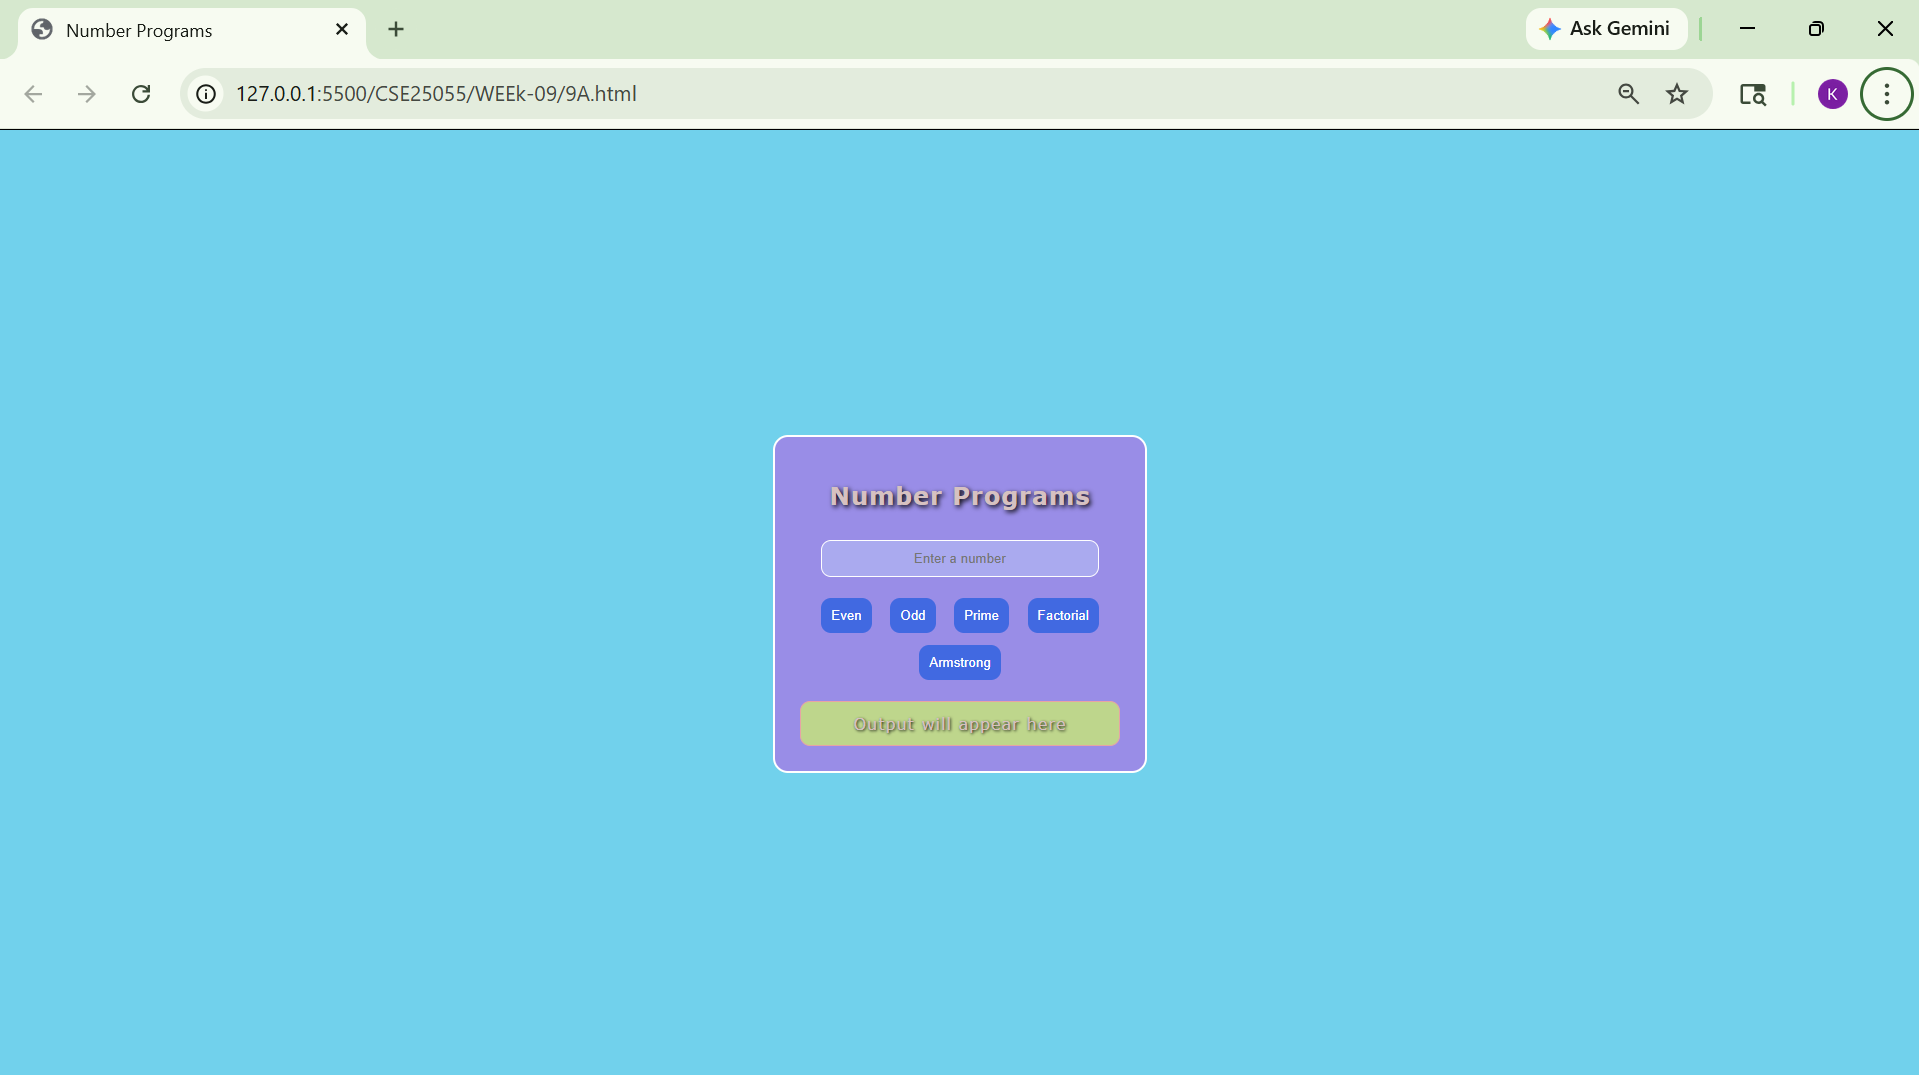 Number Programs
Ask Gemini
127.0.0.1:5500/CSE25055/WEEk-09/9A.html
K
Number Programs
Enter a number
Even Odd Prime Factorial
Armstrong
Output will appear here